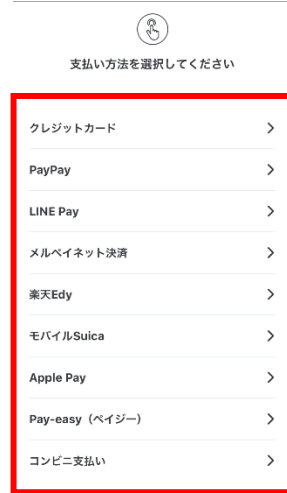 支払い方法を選択してください
クレジットカード
PayPay
LINE Pay
メルペイネット決済
楽天Edy
モバイルSuica
Apple Pay
Pay-easy（ペイジー）
コンビニ支払い